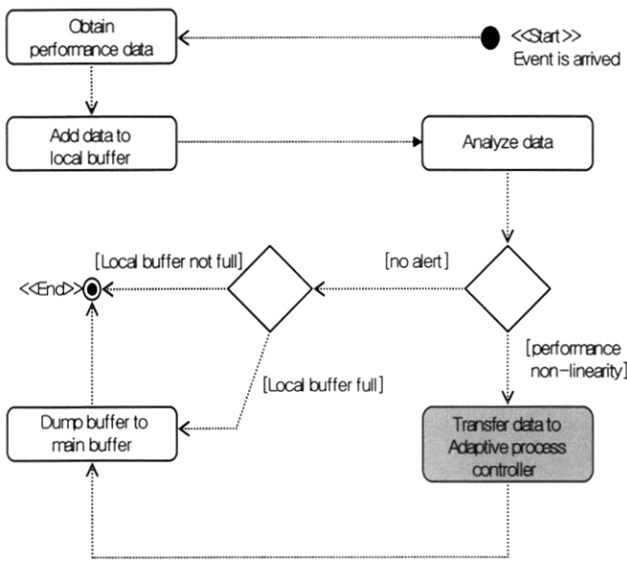 Obtain
performance data
<<Start>>
Event is arrived
Add data to
local buffer
Analyze data
[Local buffer not full]
[no alert]
<<End>>
[performance
non-linearity]
[Local buffer full]
Dump buffer to
main buffer
Transfer data to
Adaptive process
controller